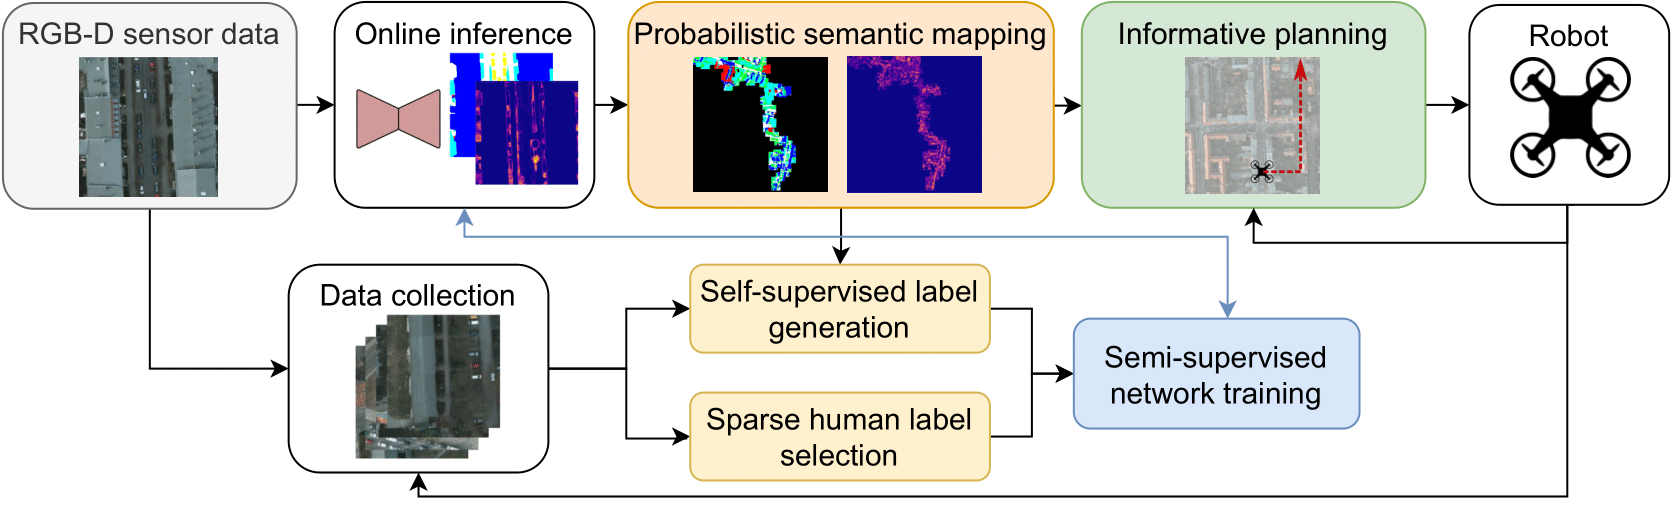 RGB-D sensor data
Online inference
Probabilistic semantic mapping
Informative planning
Robot
Data collection
Self-supervised label
generation
Sparse human label
selection
Semi-supervised
network training